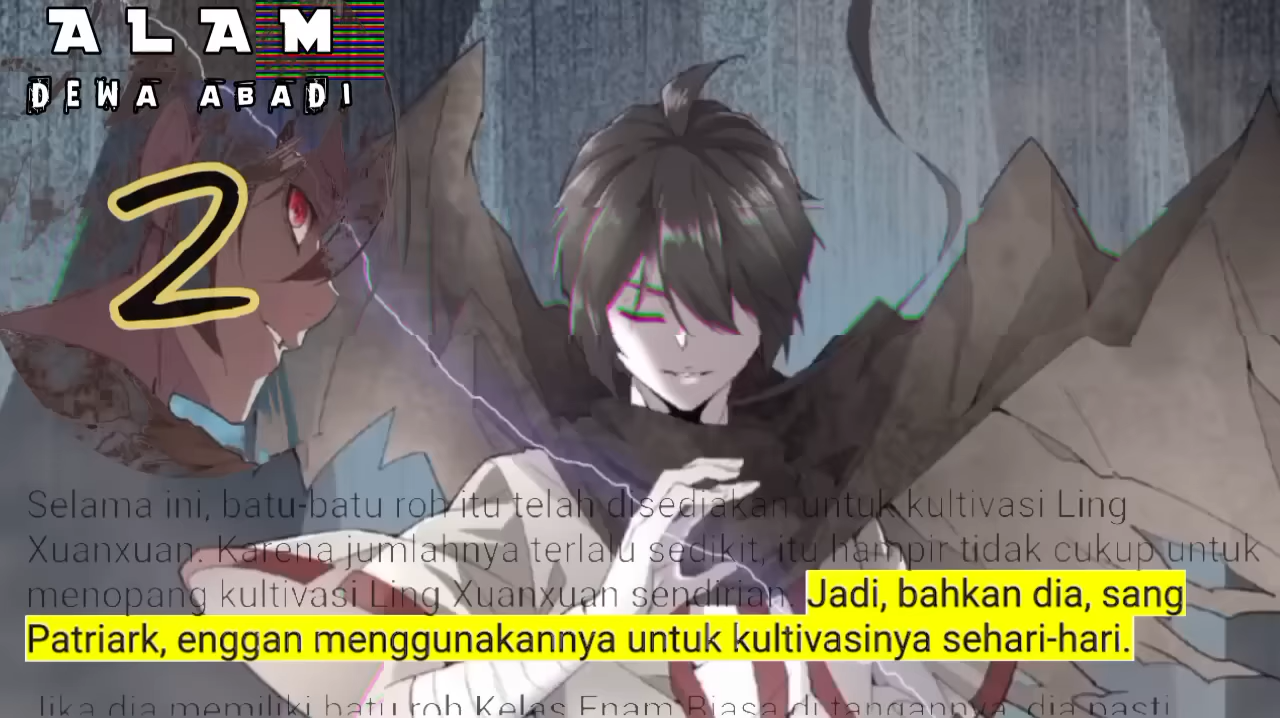 ALAM
DEWA ABADI
2
Selama ini, batu-batu roh itu telah disediakan untuk kultivasi Ling
Xuanxuan. Karena jumlahnya terlalu sedikit, itu hampir tidak cukup untuk
menopang kultivasi Ling Xuanxuan sendirian. Jadi, bahkan dia, sang
Patriark, enggan menggunakannya untuk kultivasinya sehari-hari.
Jika dia memiliki batu roh Kelas Enam Biasa di tangannya, dia pasti